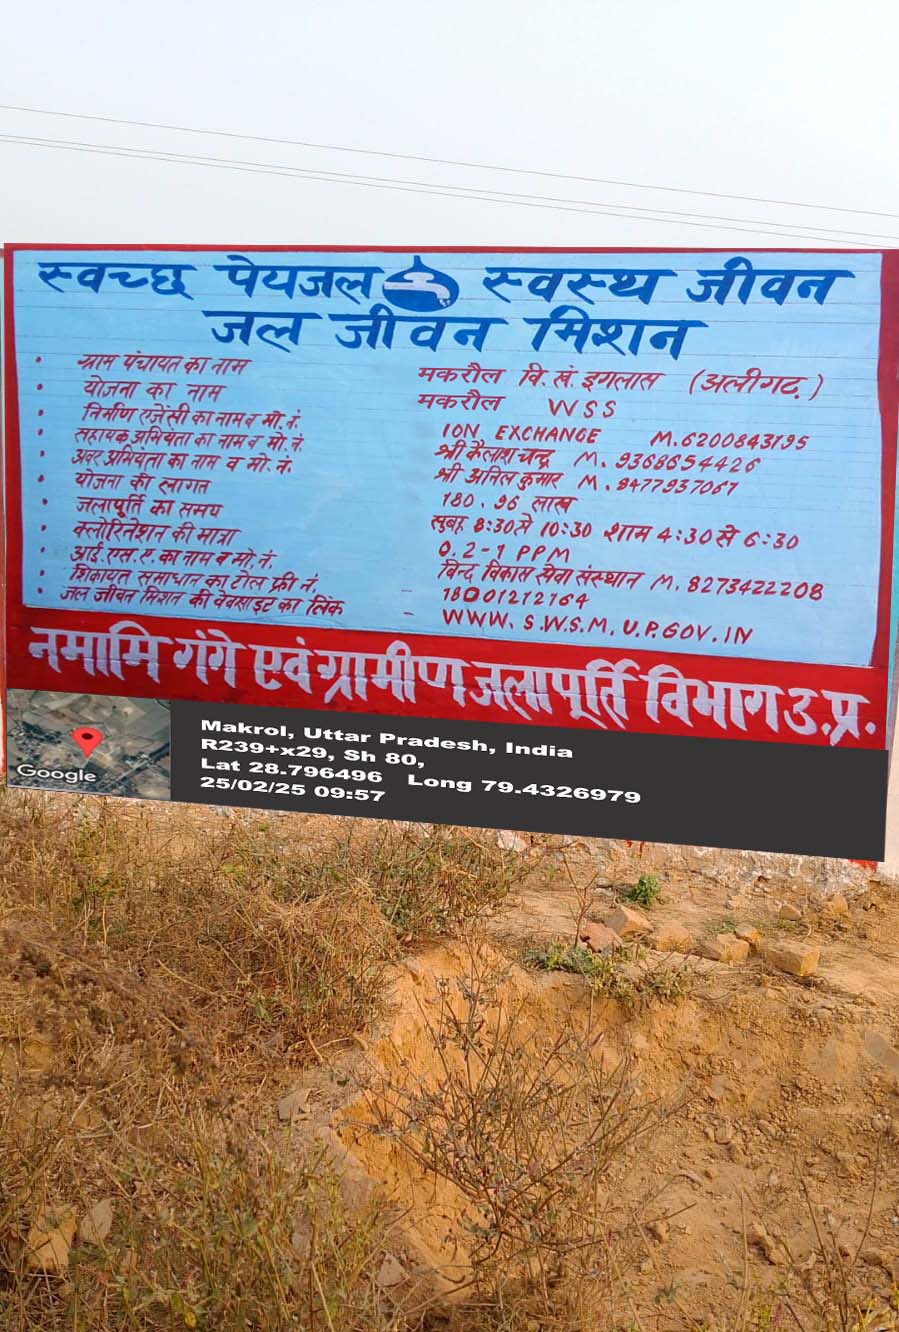 स्वच्छ पेयजल स्वस्थ जीवन
जल जीवन मिशन
• ग्राम पंचायत का नाम मकरौल वि. खं. इगलास (अलीगढ़)
• योजना का नाम मकरौल WSS
• निर्माण एजेंसी का नाम व मो. नं. ION EXCHANGE M. 6200843195
• सहायक अभियंता का नाम व मो. नं. श्री कैलाश चन्द्र M. 9368654426
• अवर अभियंता का नाम व मो. नं. श्री अनिल कुमार M. 9477937067
• योजना की लागत 180.96 लाख
• जलापूर्ति का समय सुबह 8:30 से 10:30 शाम 4:30 से 6:30
• क्लोरिनेशन की मात्रा 0.2-1 PPM
• आई. एस. ए. का नाम व मो. नं. बिन्द विकास सेवा संस्थान M. 8273422208
• शिकायत समाधान का टोल फ्री नं. - 18001212164
• जल जीवन मिशन की वेबसाइट का लिंक - WWW.S.W.S.M.U.P.GOV.IN
नमामि गंगे एवं ग्रामीण जलापूर्ति विभाग उ.प्र.
Google
Makrol, Uttar Pradesh, India
R239+x29, Sh 80,
Lat 28.796496 Long 79.4326979
25/02/25 09:57